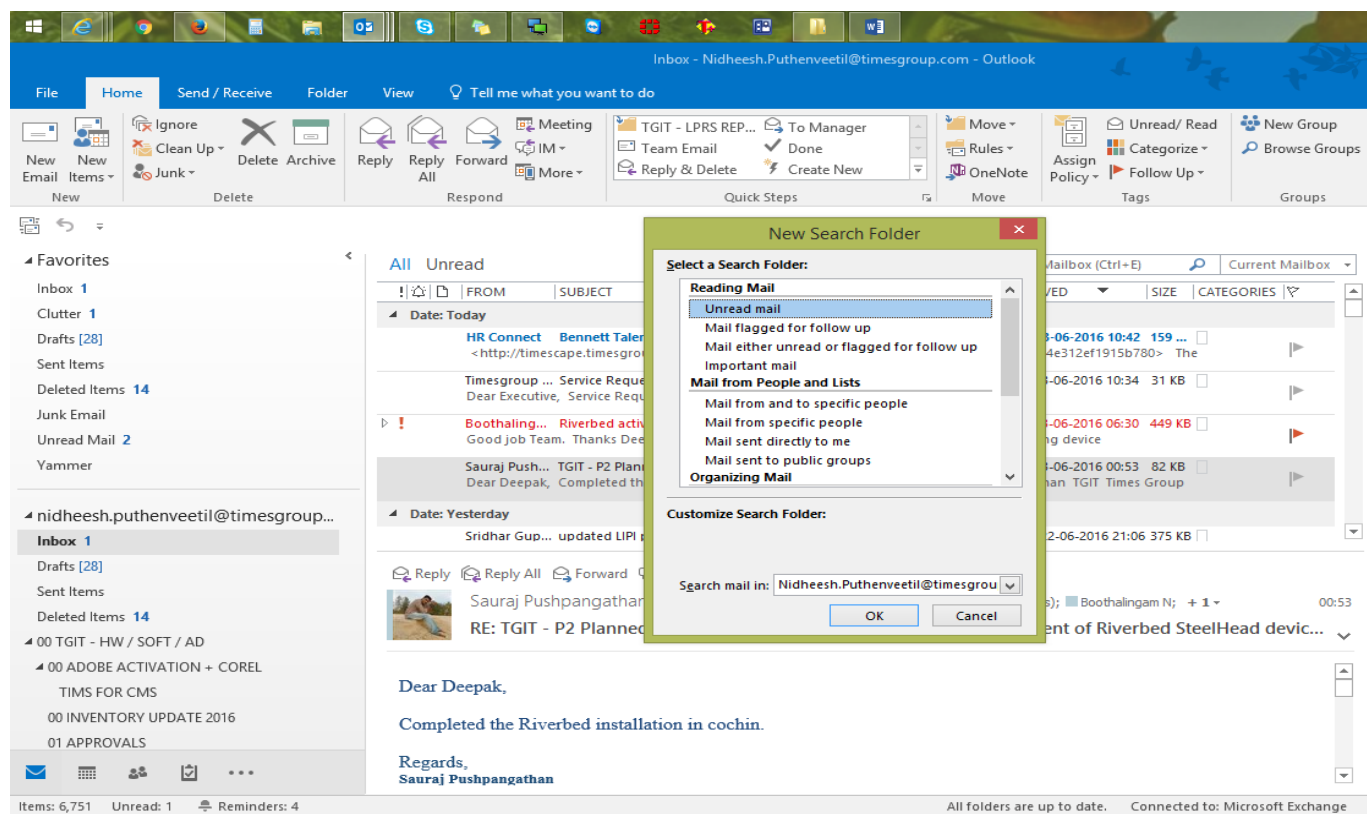 Inbox - Nidheesh.Puthenveetil@timesgroup.com - Outlook
File Home Send / Receive Folder View Tell me what you want to do
New Email
New Items
New
Ignore
Clean Up
Junk
Delete
Archive
Delete
Reply
Reply All
Forward
Meeting
IM
More
Respond
TGIT - LPRS REP...
Team Email
Reply & Delete
To Manager
Done
Create New
Quick Steps
Move
Rules
OneNote
Move
Assign Policy
Unread/ Read
Categorize
Follow Up
Tags
New Group
Browse Groups
Groups
Favorites
Inbox 1
Clutter 1
Drafts [28]
Sent Items
Deleted Items 14
Junk Email
Unread Mail 2
Yammer
nidheesh.puthenveetil@timesgroup...
Inbox 1
Drafts [28]
Sent Items
Deleted Items 14
00 TGIT - HW / SOFT / AD
00 ADOBE ACTIVATION + COREL
TIMS FOR CMS
00 INVENTORY UPDATE 2016
01 APPROVALS
All Unread
Mailbox (Ctrl+E) Current Mailbox
! FROM SUBJECT SIZE CATEGORIES
Date: Today
HR Connect Bennett -06-2016 10:42 159 ...
4e312ef1915b780> The
Timesgroup ... Service -06-2016 10:34 31 KB
Dear Executive, Service
! Boothaling... Riverbed -06-2016 06:30 449 KB
Good job Team. Thanks device
Sauraj Push... TGIT - P2 -06-2016 00:53 82 KB
Dear Deepak, Completed TGIT Times Group
Date: Yesterday
Sridhar Gup... updated LIPI 2-06-2016 21:06 375 KB
Reply Reply All Forward
Sauraj Boothalingam N; + 1 00:53
RE: TGIT - P2 of Riverbed SteelHead devic...
Dear Deepak,
Completed the Riverbed installation in cochin.
Regards,
Sauraj Pushpangathan
New Search Folder
Select a Search Folder:
Reading Mail
Unread mail
Mail flagged for follow up
Mail either unread or flagged for follow up
Important mail
Mail from People and Lists
Mail from and to specific people
Mail from specific people
Mail sent directly to me
Mail sent to public groups
Organizing Mail
Customize Search Folder:
Search mail in: Nidheesh.Puthenveetil@timesgrou
OK Cancel
Items: 6,751 Unread: 1 Reminders: 4 All folders are up to date. Connected to: Microsoft Exchange